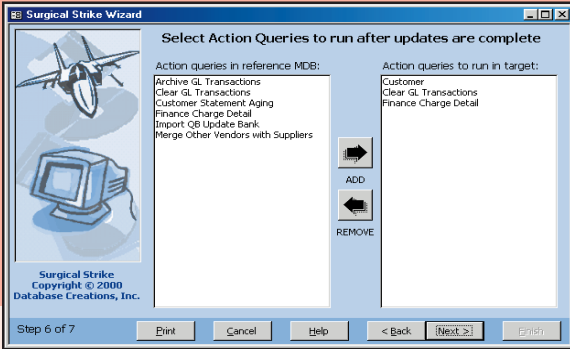 Surgical Strike Wizard
Select Action Queries to run after updates are complete
Action queries in reference MDB:
Archive GL Transactions
Clear GL Transactions
Customer Statement Aging
Finance Charge Detail
Import QB Update Bank
Merge Other Vendors with Suppliers
ADD
REMOVE
Action queries to run in target:
Customer
Clear GL Transactions
Finance Charge Detail
Surgical Strike
Copyright © 2000
Database Creations, Inc.
Step 6 of 7
Print
Cancel
Help
< Back
Next >
Finish